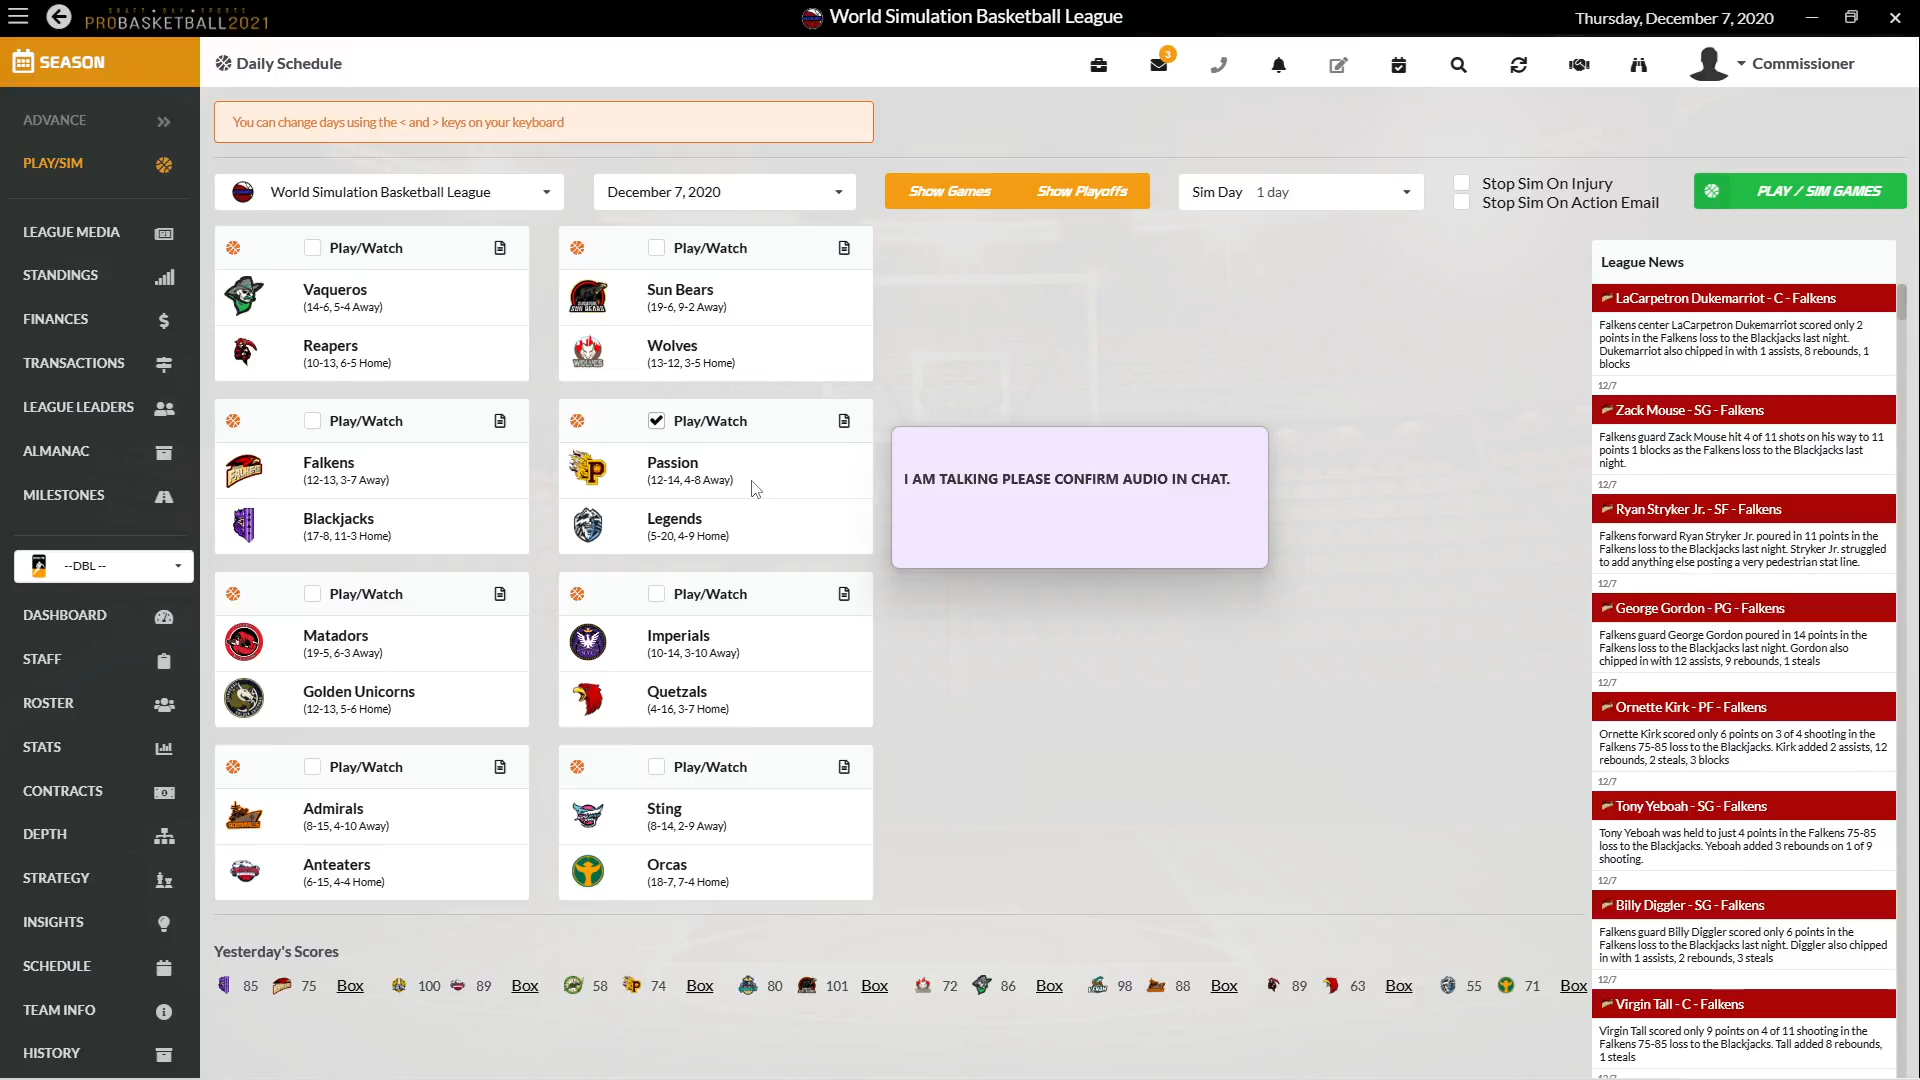 DRAFT • DAY • SPORTS
PROBASKETBALL2021
World Simulation Basketball League
Thursday, December 7, 2020
SEASON
Daily Schedule
3
Commissioner
ADVANCE
PLAY/SIM
LEAGUE MEDIA
STANDINGS
FINANCES
TRANSACTIONS
LEAGUE LEADERS
ALMANAC
MILESTONES
--DBL --
DASHBOARD
STAFF
ROSTER
STATS
CONTRACTS
DEPTH
STRATEGY
INSIGHTS
SCHEDULE
TEAM INFO
HISTORY
You can change days using the < and > keys on your keyboard
World Simulation Basketball League
December 7, 2020
Show Games
Show Playoffs
Sim Day 1 day
Stop Sim On Injury
Stop Sim On Action Email
PLAY / SIM GAMES
Play/Watch
Vaqueros
(14-6, 5-4 Away)
Reapers
(10-13, 6-5 Home)
Play/Watch
Sun Bears
(19-6, 9-2 Away)
Wolves
(13-12, 3-5 Home)
Play/Watch
Falkens
(12-13, 3-7 Away)
Blackjacks
(17-8, 11-3 Home)
Play/Watch
Passion
(12-14, 4-8 Away)
Legends
(5-20, 4-9 Home)
Play/Watch
Matadors
(19-5, 6-3 Away)
Golden Unicorns
(12-13, 5-6 Home)
Play/Watch
Imperials
(10-14, 3-10 Away)
Quetzals
(4-16, 3-7 Home)
Play/Watch
Admirals
(8-15, 4-10 Away)
Anteaters
(6-15, 4-4 Home)
Play/Watch
Sting
(8-14, 2-9 Away)
Orcas
(18-7, 7-4 Home)
I AM TALKING PLEASE CONFIRM AUDIO IN CHAT.
Yesterday's Scores
85 75 Box 100 89 Box 58 74 Box 80 101 Box 72 86 Box 98 88 Box 89 63 Box 55 71 Box
League News
LaCarpetron Dukemarriot - C - Falkens
Falkens center LaCarpetron Dukemarriot scored only 2
points in the Falkens loss to the Blackjacks last night.
Dukemarriot also chipped in with 1 assists, 8 rebounds, 1
blocks
12/7
Zack Mouse - SG - Falkens
Falkens guard Zack Mouse hit 4 of 11 shots on his way to 11
points 1 blocks as the Falkens loss to the Blackjacks last
night.
12/7
Ryan Stryker Jr. - SF - Falkens
Falkens forward Ryan Stryker Jr. poured in 11 points in the
Falkens loss to the Blackjacks last night. Stryker Jr. struggled
to add anything else posting a very pedestrian stat line.
12/7
George Gordon - PG - Falkens
Falkens guard George Gordon poured in 14 points in the
Falkens loss to the Blackjacks last night. Gordon also
chipped in with 12 assists, 9 rebounds, 1 steals
12/7
Ornette Kirk - PF - Falkens
Ornette Kirk scored only 6 points on 3 of 4 shooting in the
Falkens 75-85 loss to the Blackjacks. Kirk added 2 assists, 12
rebounds, 2 steals, 3 blocks
12/7
Tony Yeboah - SG - Falkens
Tony Yeboah was held to just 4 points in the Falkens 75-85
loss to the Blackjacks. Yeboah added 3 rebounds on 1 of 9
shooting.
12/7
Billy Diggler - SG - Falkens
Falkens guard Billy Diggler scored only 6 points in the
Falkens loss to the Blackjacks last night. Diggler also chipped
in with 1 assists, 2 rebounds, 3 steals
12/7
Virgin Tall - C - Falkens
Virgin Tall scored only 9 points on 4 of 11 shooting in the
Falkens 75-85 loss to the Blackjacks. Tall added 8 rebounds,
1 steals